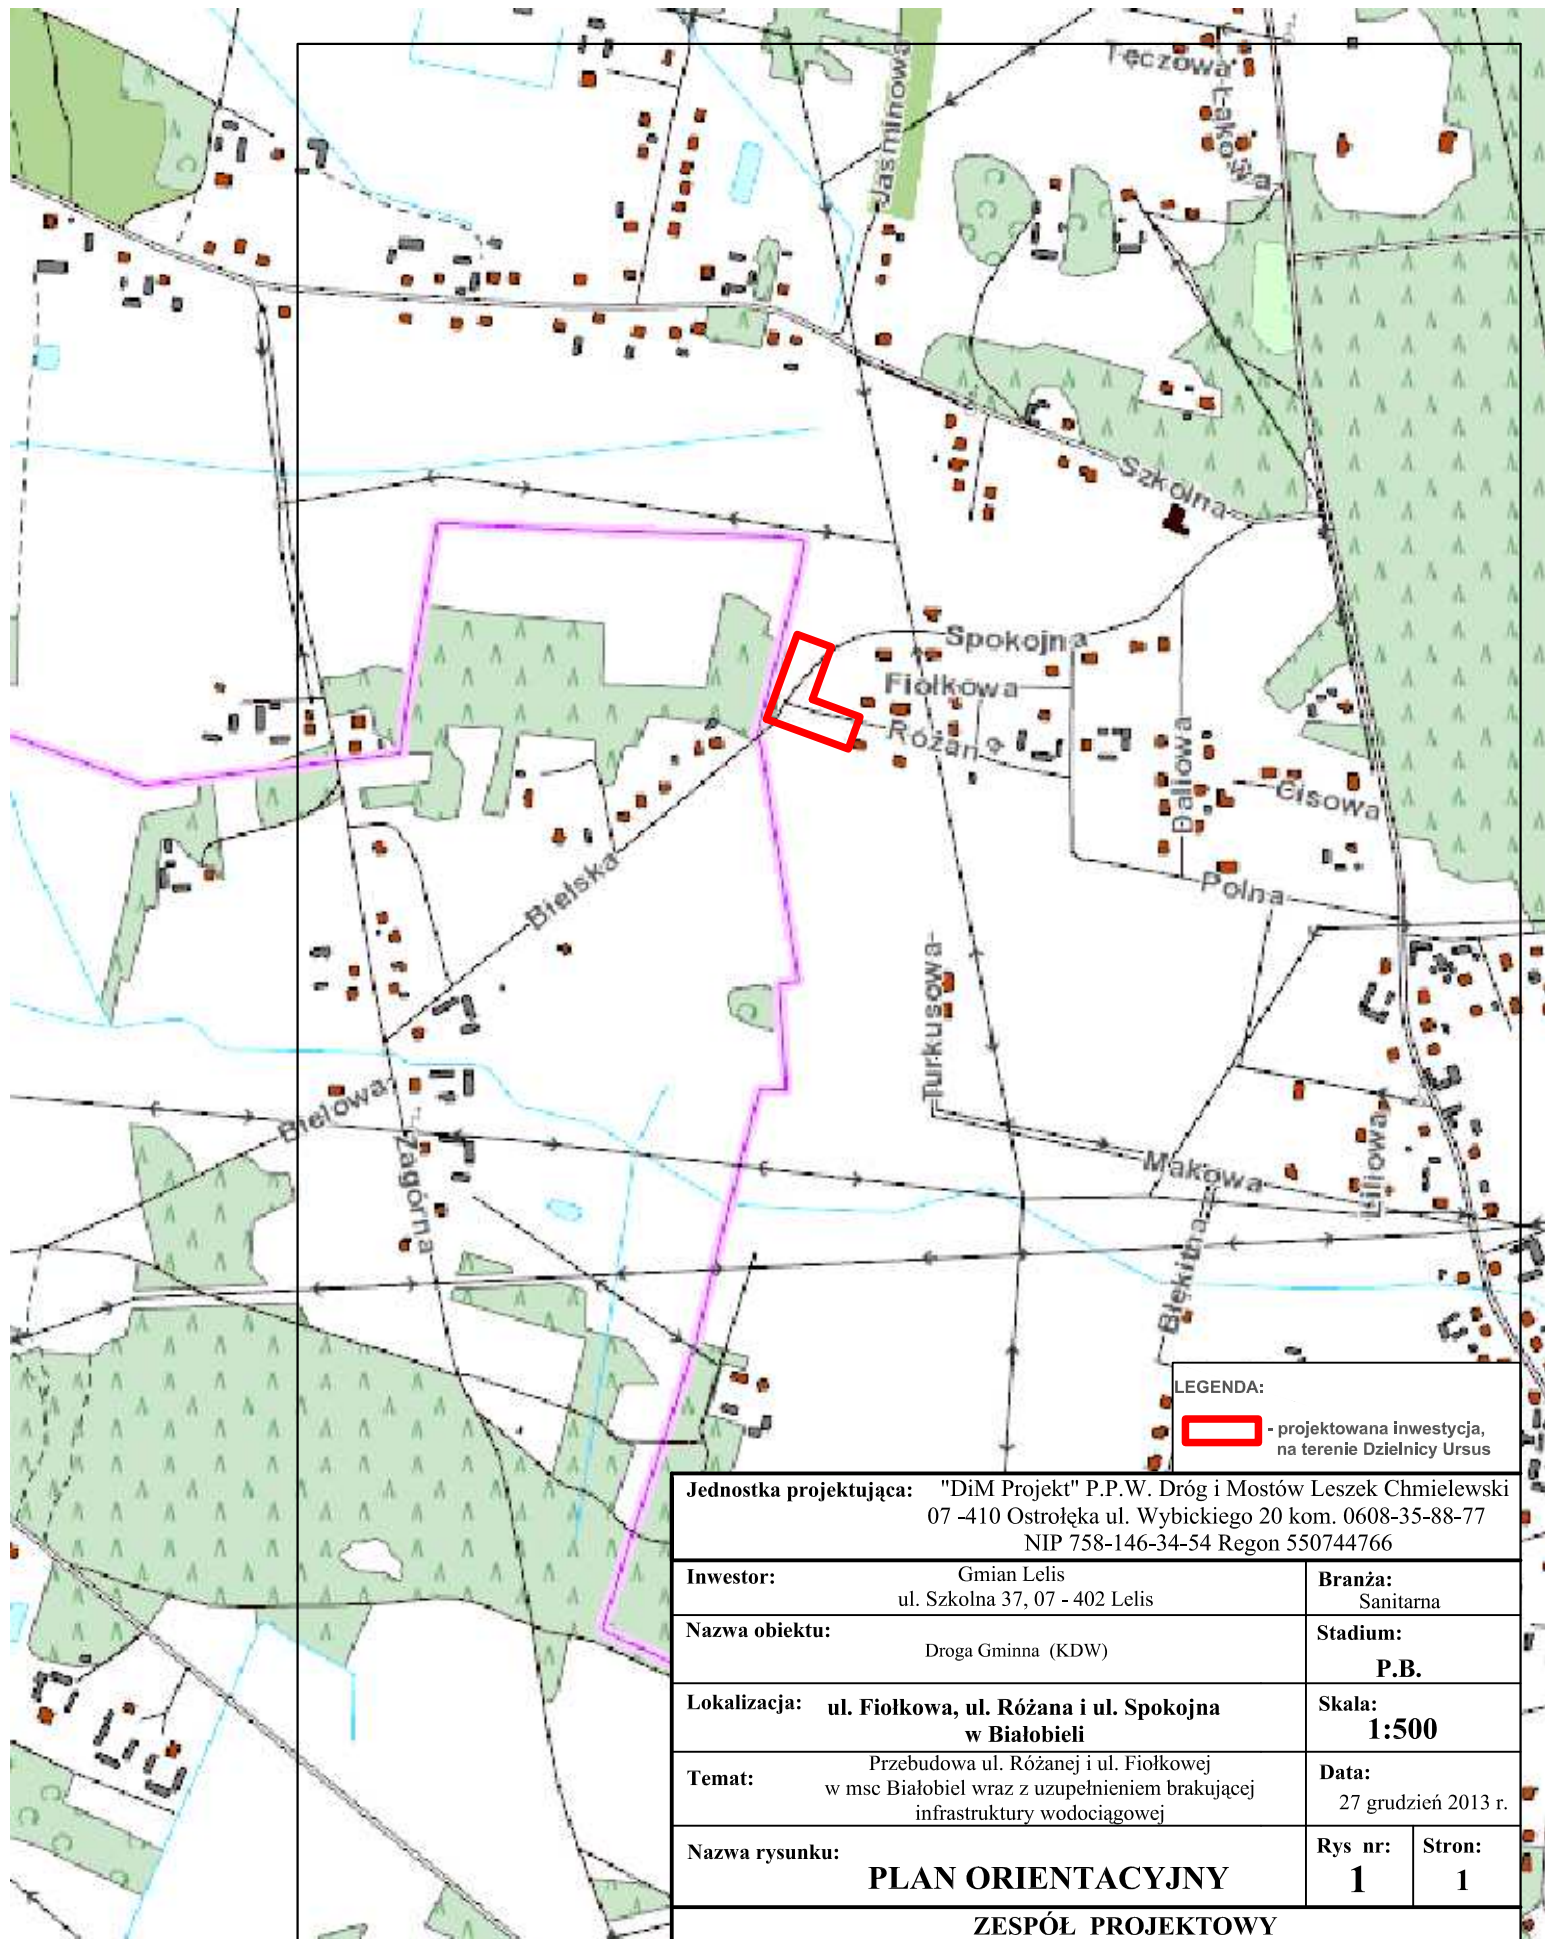 Tęczowa
Łąkowa
Jaśminowa
Szkolna
Spokojna
Fiołkowa
Różana
Daliowa
Cisowa
Polna
Bielska
Turkusowa
Bielowa
Zagórna
Makowa
Liliowa
Błękitna
LEGENDA:
- projektowana inwestycja,
na terenie Dzielnicy Ursus
Jednostka projektująca: "DiM Projekt" P.P.W. Dróg i Mostów Leszek Chmielewski
07 -410 Ostrołęka ul. Wybickiego 20 kom. 0608-35-88-77
NIP 758-146-34-54 Regon 550744766
Inwestor: Gmian Lelis
ul. Szkolna 37, 07 - 402 Lelis
Branża:
Sanitarna
Nazwa obiektu:
Droga Gminna (KDW)
Stadium:
P.B.
Lokalizacja: ul. Fiołkowa, ul. Różana i ul. Spokojna
w Białobieli
Skala:
1:500
Temat: Przebudowa ul. Różanej i ul. Fiołkowej
w msc Białobiel wraz z uzupełnieniem brakującej
infrastruktury wodociągowej
Data:
27 grudzień 2013 r.
Nazwa rysunku:
PLAN ORIENTACYJNY
Rys nr:
1
Stron:
1
ZESPÓŁ PROJEKTOWY